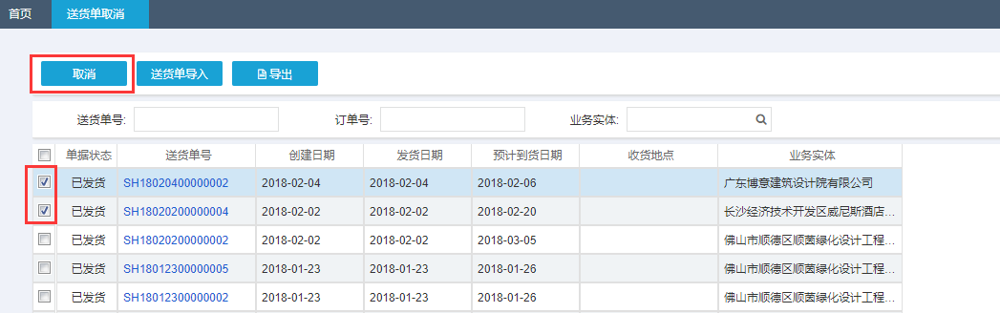 首页 送货单取消
取消 送货单导入 导出
送货单号: 订单号: 业务实体:
单据状态 送货单号 创建日期 发货日期 预计到货日期 收货地点 业务实体
已发货 SH18020400000002 2018-02-04 2018-02-04 2018-02-06 广东博意建筑设计院有限公司
已发货 SH18020200000004 2018-02-02 2018-02-02 2018-02-20 长沙经济技术开发区威尼斯酒店...
已发货 SH18020200000002 2018-02-02 2018-02-02 2018-03-05 佛山市顺德区顺茵绿化设计工程...
已发货 SH18012300000005 2018-01-23 2018-01-23 2018-01-26 佛山市顺德区顺茵绿化设计工程...
已发货 SH18012300000002 2018-01-23 2018-01-23 2018-01-26 佛山市顺德区顺茵绿化设计工程...